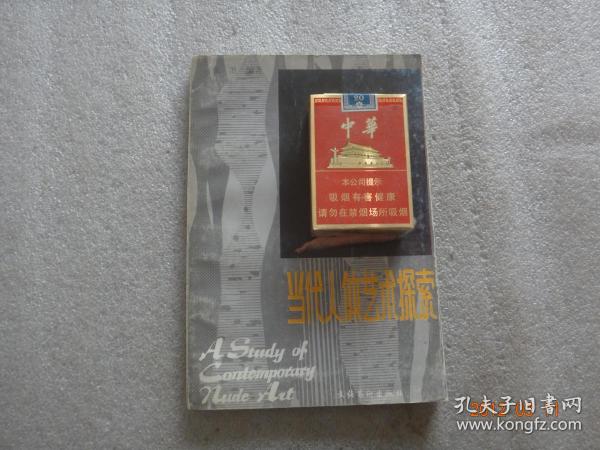 20
中華
本公司提示
吸烟有害健康
请勿在禁烟场所吸烟
当代人体艺术探索
A Study of
Contemporary
Nude Art
孔夫子旧书网
www.kongfz.com